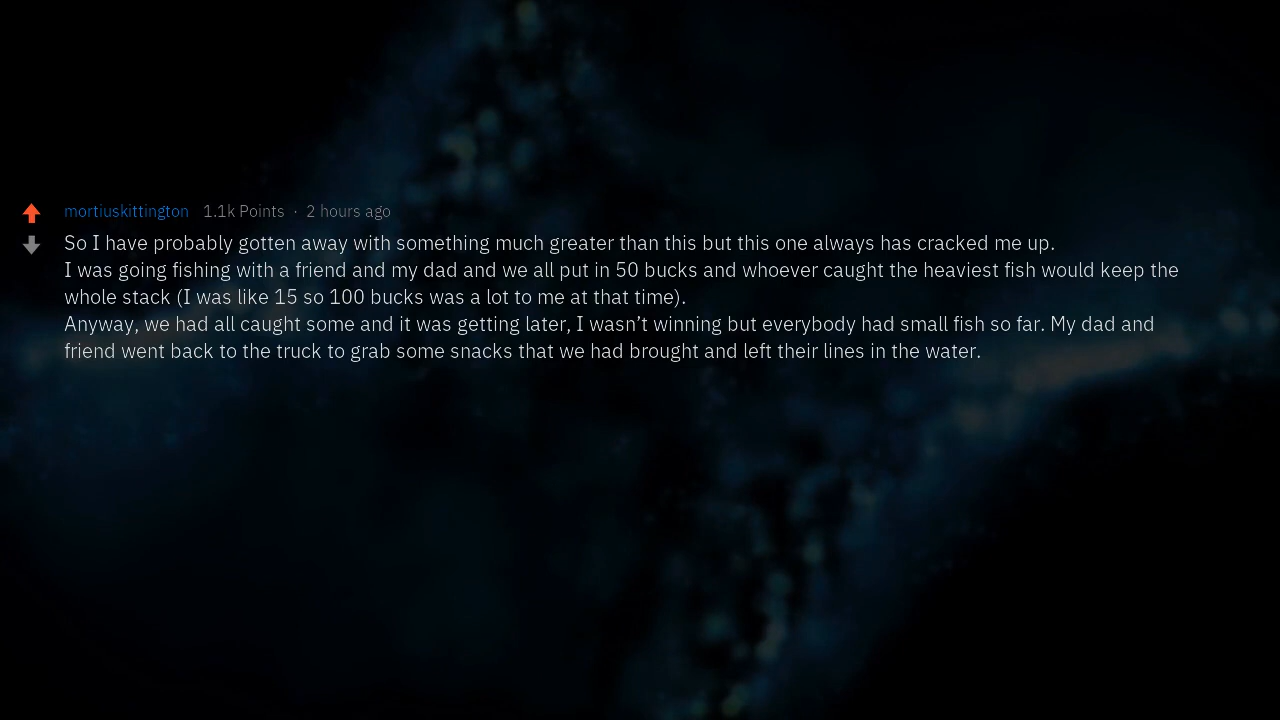 mortiuskittington 1.1k Points · 2 hours ago
So I have probably gotten away with something much greater than this but this one always has cracked me up.
I was going fishing with a friend and my dad and we all put in 50 bucks and whoever caught the heaviest fish would keep the
whole stack (I was like 15 so 100 bucks was a lot to me at that time).
Anyway, we had all caught some and it was getting later, I wasn’t winning but everybody had small fish so far. My dad and
friend went back to the truck to grab some snacks that we had brought and left their lines in the water.